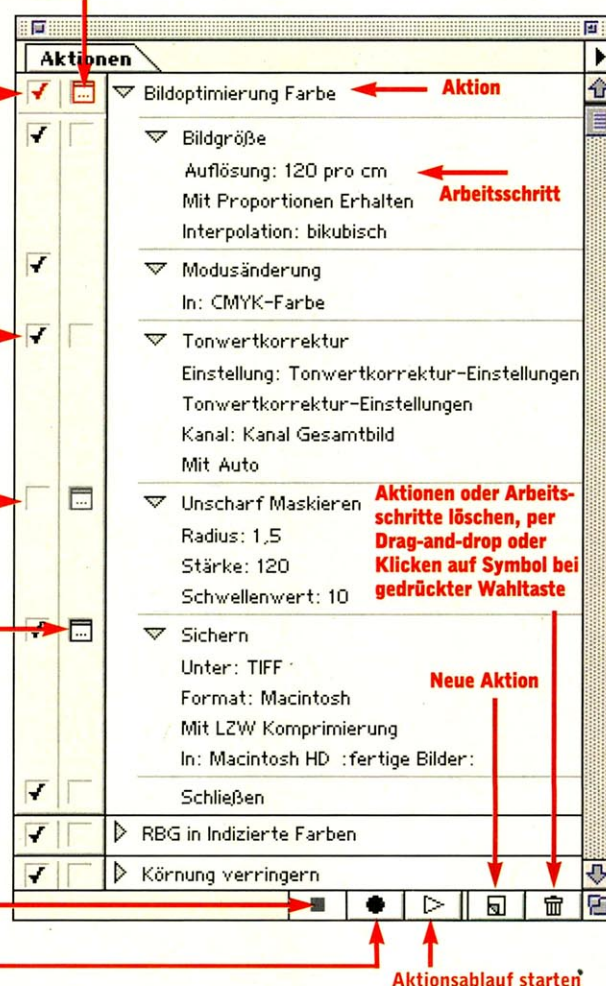 Aktionen
Bildoptimierung Farbe
Aktion
Bildgröße
Auflösung: 120 pro cm
Arbeitsschritt
Mit Proportionen Erhalten
Interpolation: bikubisch
Modusänderung
In: CMYK-Farbe
Tonwertkorrektur
Einstellung: Tonwertkorrektur-Einstellungen
Tonwertkorrektur-Einstellungen
Kanal: Kanal Gesamtbild
Mit Auto
Unscharf Maskieren
Radius: 1,5
Stärke: 120
Schwellenwert: 10
Aktionen oder Arbeits-
schritte löschen, per
Drag-and-drop oder
Klicken auf Symbol bei
gedrückter Wahltaste
Sichern
Unter: TIFF
Format: Macintosh
Mit LZW Komprimierung
In: Macintosh HD :fertige Bilder:
Neue Aktion
Schließen
RBG in Indizierte Farben
Körnung verringern
Aktionsablauf starten